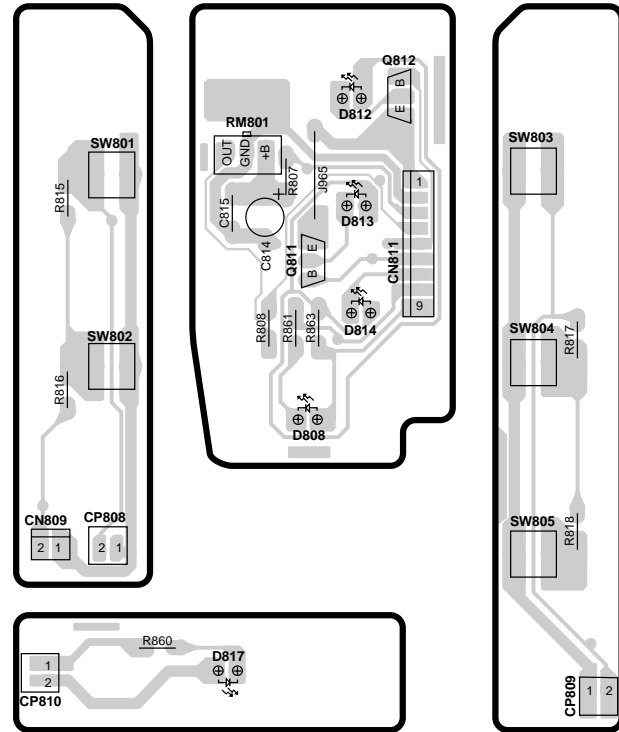 SW801
R815
SW802
R816
CN809
2 1
CP808
2 1
Q812
B
E
D812
RM801
OUT
GND
+B
R807
J965
C815
+
C814
D813
1
CN811
9
Q811
E
B
D814
R808
R861
R863
D808
SW803
SW804
R817
SW805
R818
CP809
1 2
R860
D817
1
2
CP810